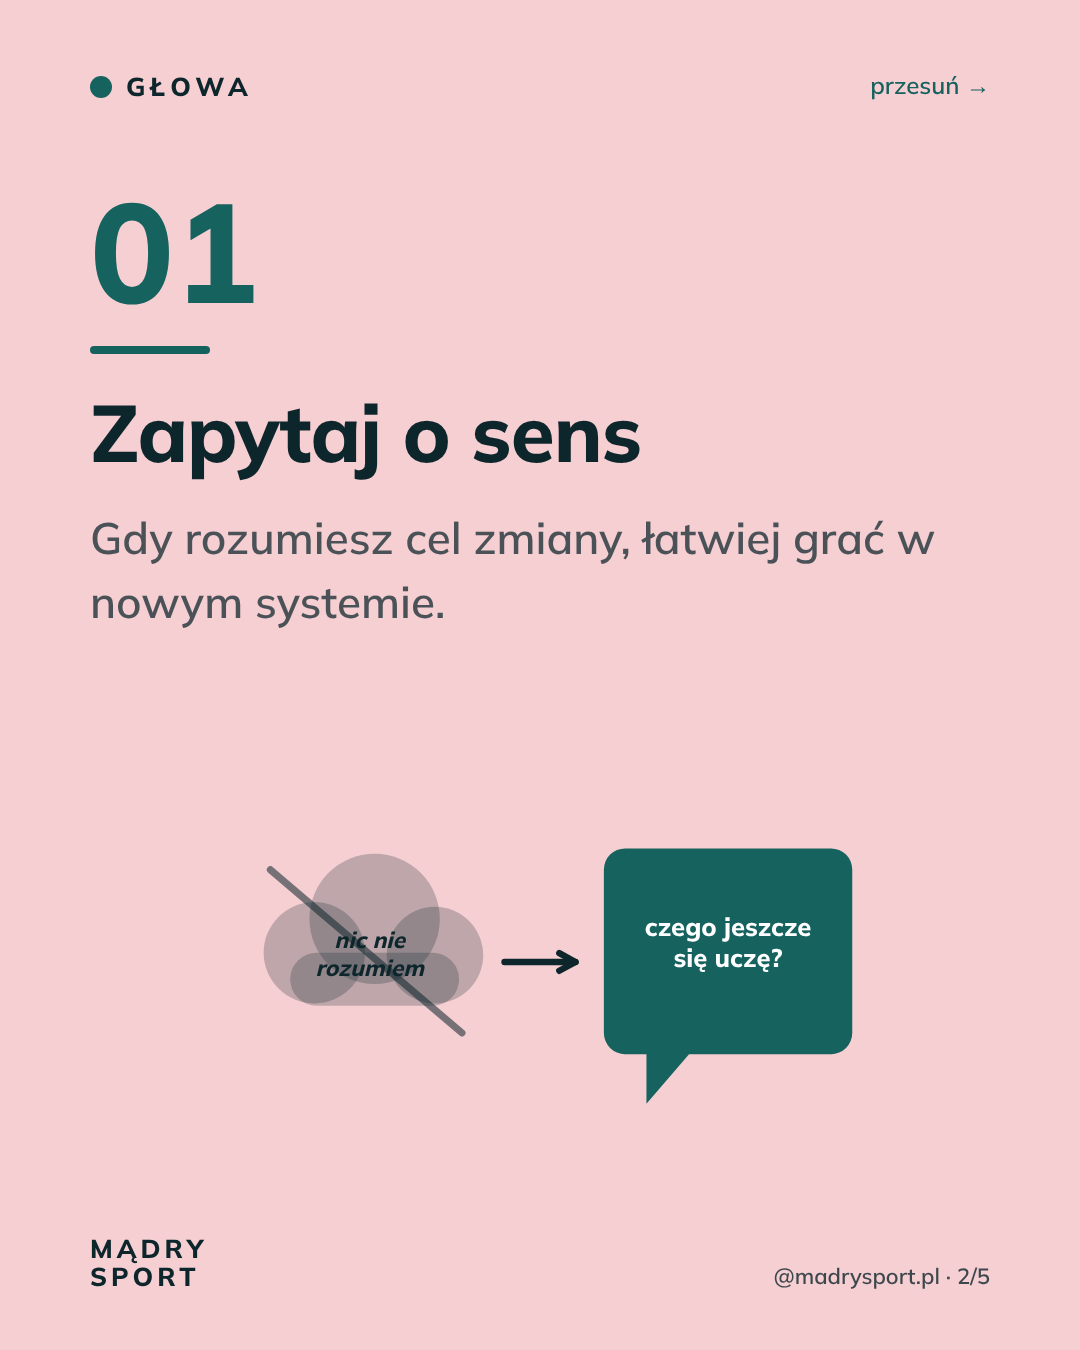 GŁOWA
przesuń →
01
Zapytaj o sens
Gdy rozumiesz cel zmiany, łatwiej grać w
nowym systemie.
nic nie
rozumiem
czego jeszcze
się uczę?
MĄDRY
SPORT
@madrysport.pl · 2/5